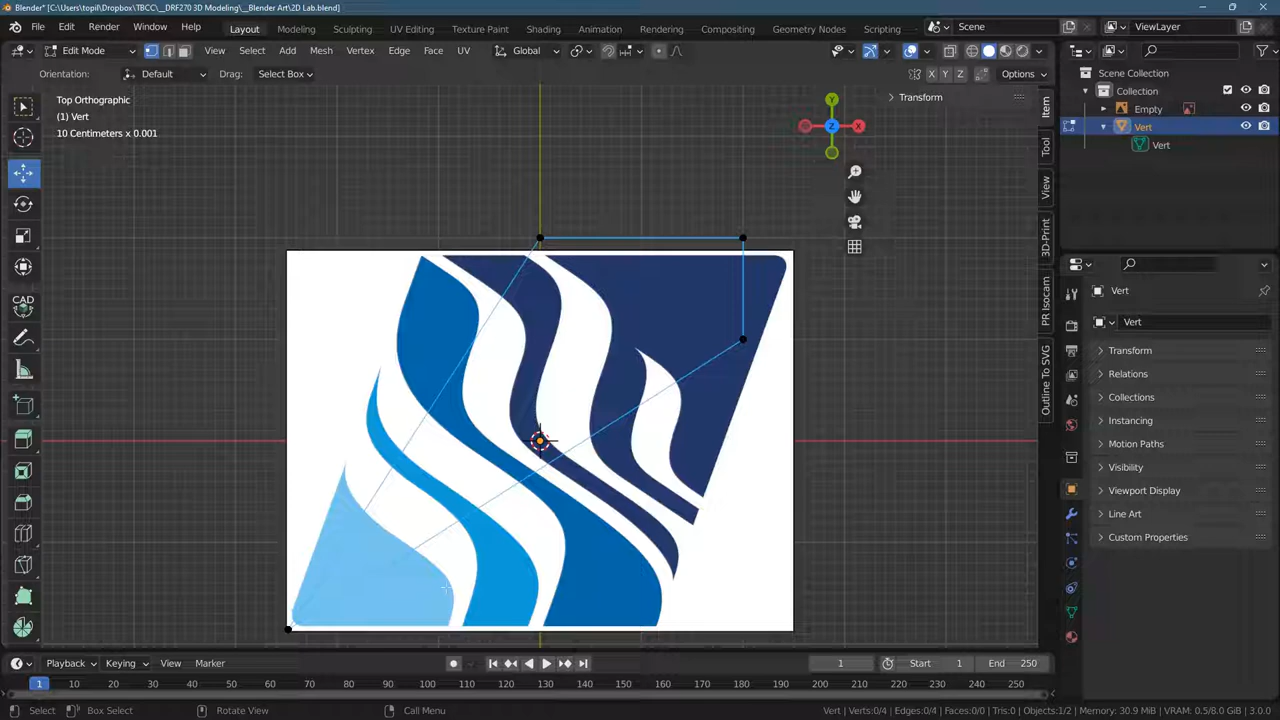 Blender* [C:\Users\topil\Dropbox\TBCC\__DRF270 3D Modeling\__Blender Art\2D Lab.blend]
File Edit Render Window Help Layout Modeling Sculpting UV Editing Texture Paint Shading Animation Rendering Compositing Geometry Nodes Scripting Scene ViewLayer
Edit Mode View Select Add Mesh Vertex Edge Face UV Global
Orientation: Default Drag: Select Box X Y Z Options
Top Orthographic
(1) Vert
10 Centimeters x 0.001
Transform
Y
Z X
CAD
Item
Tool
View
3D-Print
PR Isocam
Outline To SVG
Scene Collection
Collection
Empty
Vert
Vert
Vert
Vert
Transform
Relations
Collections
Instancing
Motion Paths
Visibility
Viewport Display
Line Art
Custom Properties
Playback Keying View Marker 1 Start 1 End 250
1 10 20 30 40 50 60 70 80 90 100 110 120 130 140 150 160 170 180 190 200 210 220 230 240 250
Select Box Select Rotate View Call Menu Vert | Verts:0/4 | Edges:0/4 | Faces:0/0 | Tris:0 | Objects:1/2 | Memory: 30.9 MiB | VRAM: 0.5/8.0 GiB | 3.0.0